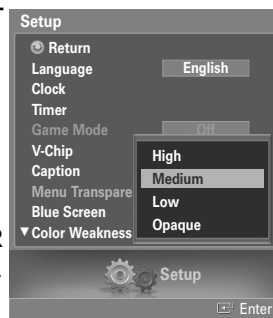 Setup
Return
Language English
Clock
Timer
Game Mode Off
V-Chip
High
Caption
Medium
Menu Transpare
Low
Blue Screen
Opaque
▼Color Weakness
Setup
Enter